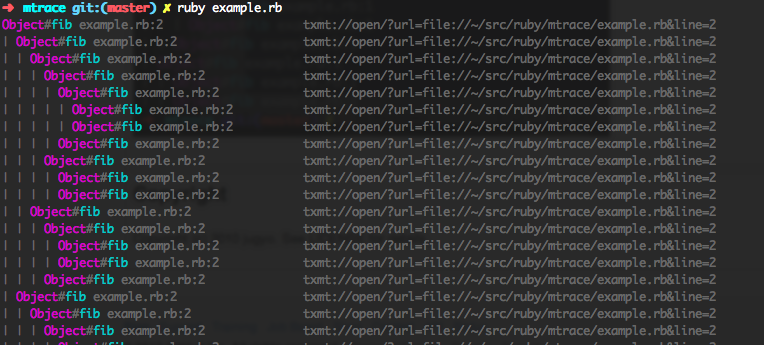 ➜ mtrace git:(master) ✗ ruby example.rb
Object#fib example.rb:2 txmt://open/?url=file://~/src/ruby/mtrace/example.rb&line=2
| Object#fib example.rb:2 txmt://open/?url=file://~/src/ruby/mtrace/example.rb&line=2
| | Object#fib example.rb:2 txmt://open/?url=file://~/src/ruby/mtrace/example.rb&line=2
| | | Object#fib example.rb:2 txmt://open/?url=file://~/src/ruby/mtrace/example.rb&line=2
| | | | Object#fib example.rb:2 txmt://open/?url=file://~/src/ruby/mtrace/example.rb&line=2
| | | | | Object#fib example.rb:2 txmt://open/?url=file://~/src/ruby/mtrace/example.rb&line=2
| | | | | Object#fib example.rb:2 txmt://open/?url=file://~/src/ruby/mtrace/example.rb&line=2
| | | | Object#fib example.rb:2 txmt://open/?url=file://~/src/ruby/mtrace/example.rb&line=2
| | | Object#fib example.rb:2 txmt://open/?url=file://~/src/ruby/mtrace/example.rb&line=2
| | | | Object#fib example.rb:2 txmt://open/?url=file://~/src/ruby/mtrace/example.rb&line=2
| | | | Object#fib example.rb:2 txmt://open/?url=file://~/src/ruby/mtrace/example.rb&line=2
| | Object#fib example.rb:2 txmt://open/?url=file://~/src/ruby/mtrace/example.rb&line=2
| | | Object#fib example.rb:2 txmt://open/?url=file://~/src/ruby/mtrace/example.rb&line=2
| | | | Object#fib example.rb:2 txmt://open/?url=file://~/src/ruby/mtrace/example.rb&line=2
| | | | Object#fib example.rb:2 txmt://open/?url=file://~/src/ruby/mtrace/example.rb&line=2
| | | Object#fib example.rb:2 txmt://open/?url=file://~/src/ruby/mtrace/example.rb&line=2
| Object#fib example.rb:2 txmt://open/?url=file://~/src/ruby/mtrace/example.rb&line=2
| | Object#fib example.rb:2 txmt://open/?url=file://~/src/ruby/mtrace/example.rb&line=2
| | | Object#fib example.rb:2 txmt://open/?url=file://~/src/ruby/mtrace/example.rb&line=2
| | | | Object#fib example.rb:2 txmt://open/?url=file://~/src/ruby/mtrace/example.rb&line=2